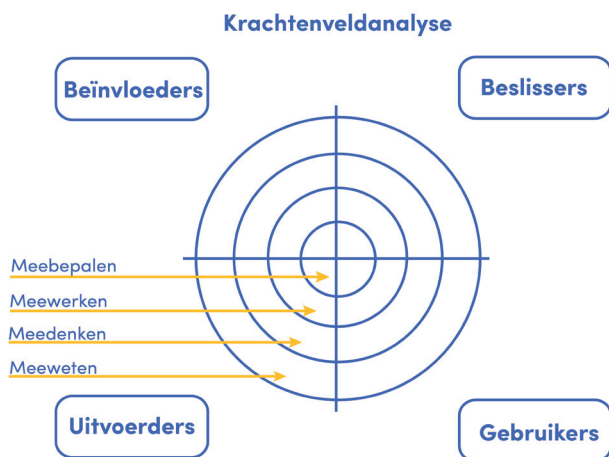 Krachtenveldanalyse
Beïnvloeders
Beslissers
Meebepalen
Meewerken
Meedenken
Meeweten
Uitvoerders
Gebruikers